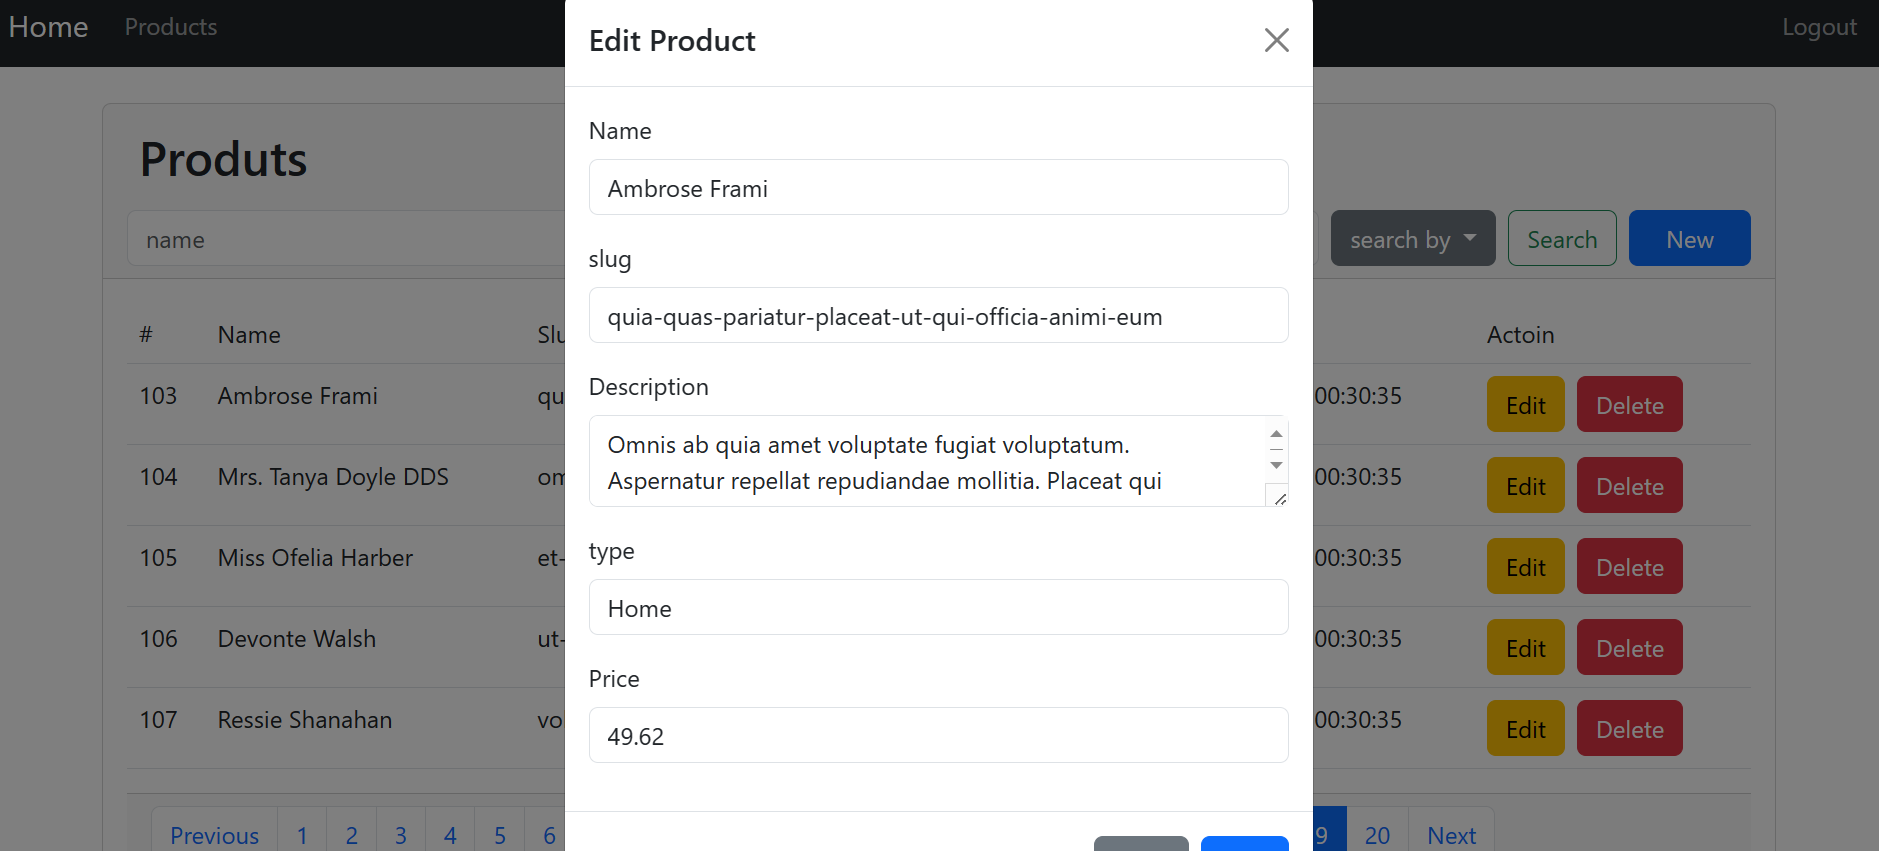 Home Products Logout
Edit Product
Name
Ambrose Frami
slug
quia-quas-pariatur-placeat-ut-qui-officia-animi-eum
Description
Omnis ab quia amet voluptate fugiat voluptatum.
Aspernatur repellat repudiandae mollitia. Placeat qui
type
Home
Price
49.62
Produts
name search by Search New
# Name Slu Actoin
103 Ambrose Frami qu 00:30:35 Edit Delete
104 Mrs. Tanya Doyle DDS om 00:30:35 Edit Delete
105 Miss Ofelia Harber et- 00:30:35 Edit Delete
106 Devonte Walsh ut- 00:30:35 Edit Delete
107 Ressie Shanahan vol 00:30:35 Edit Delete
Previous 1 2 3 4 5 6 9 20 Next